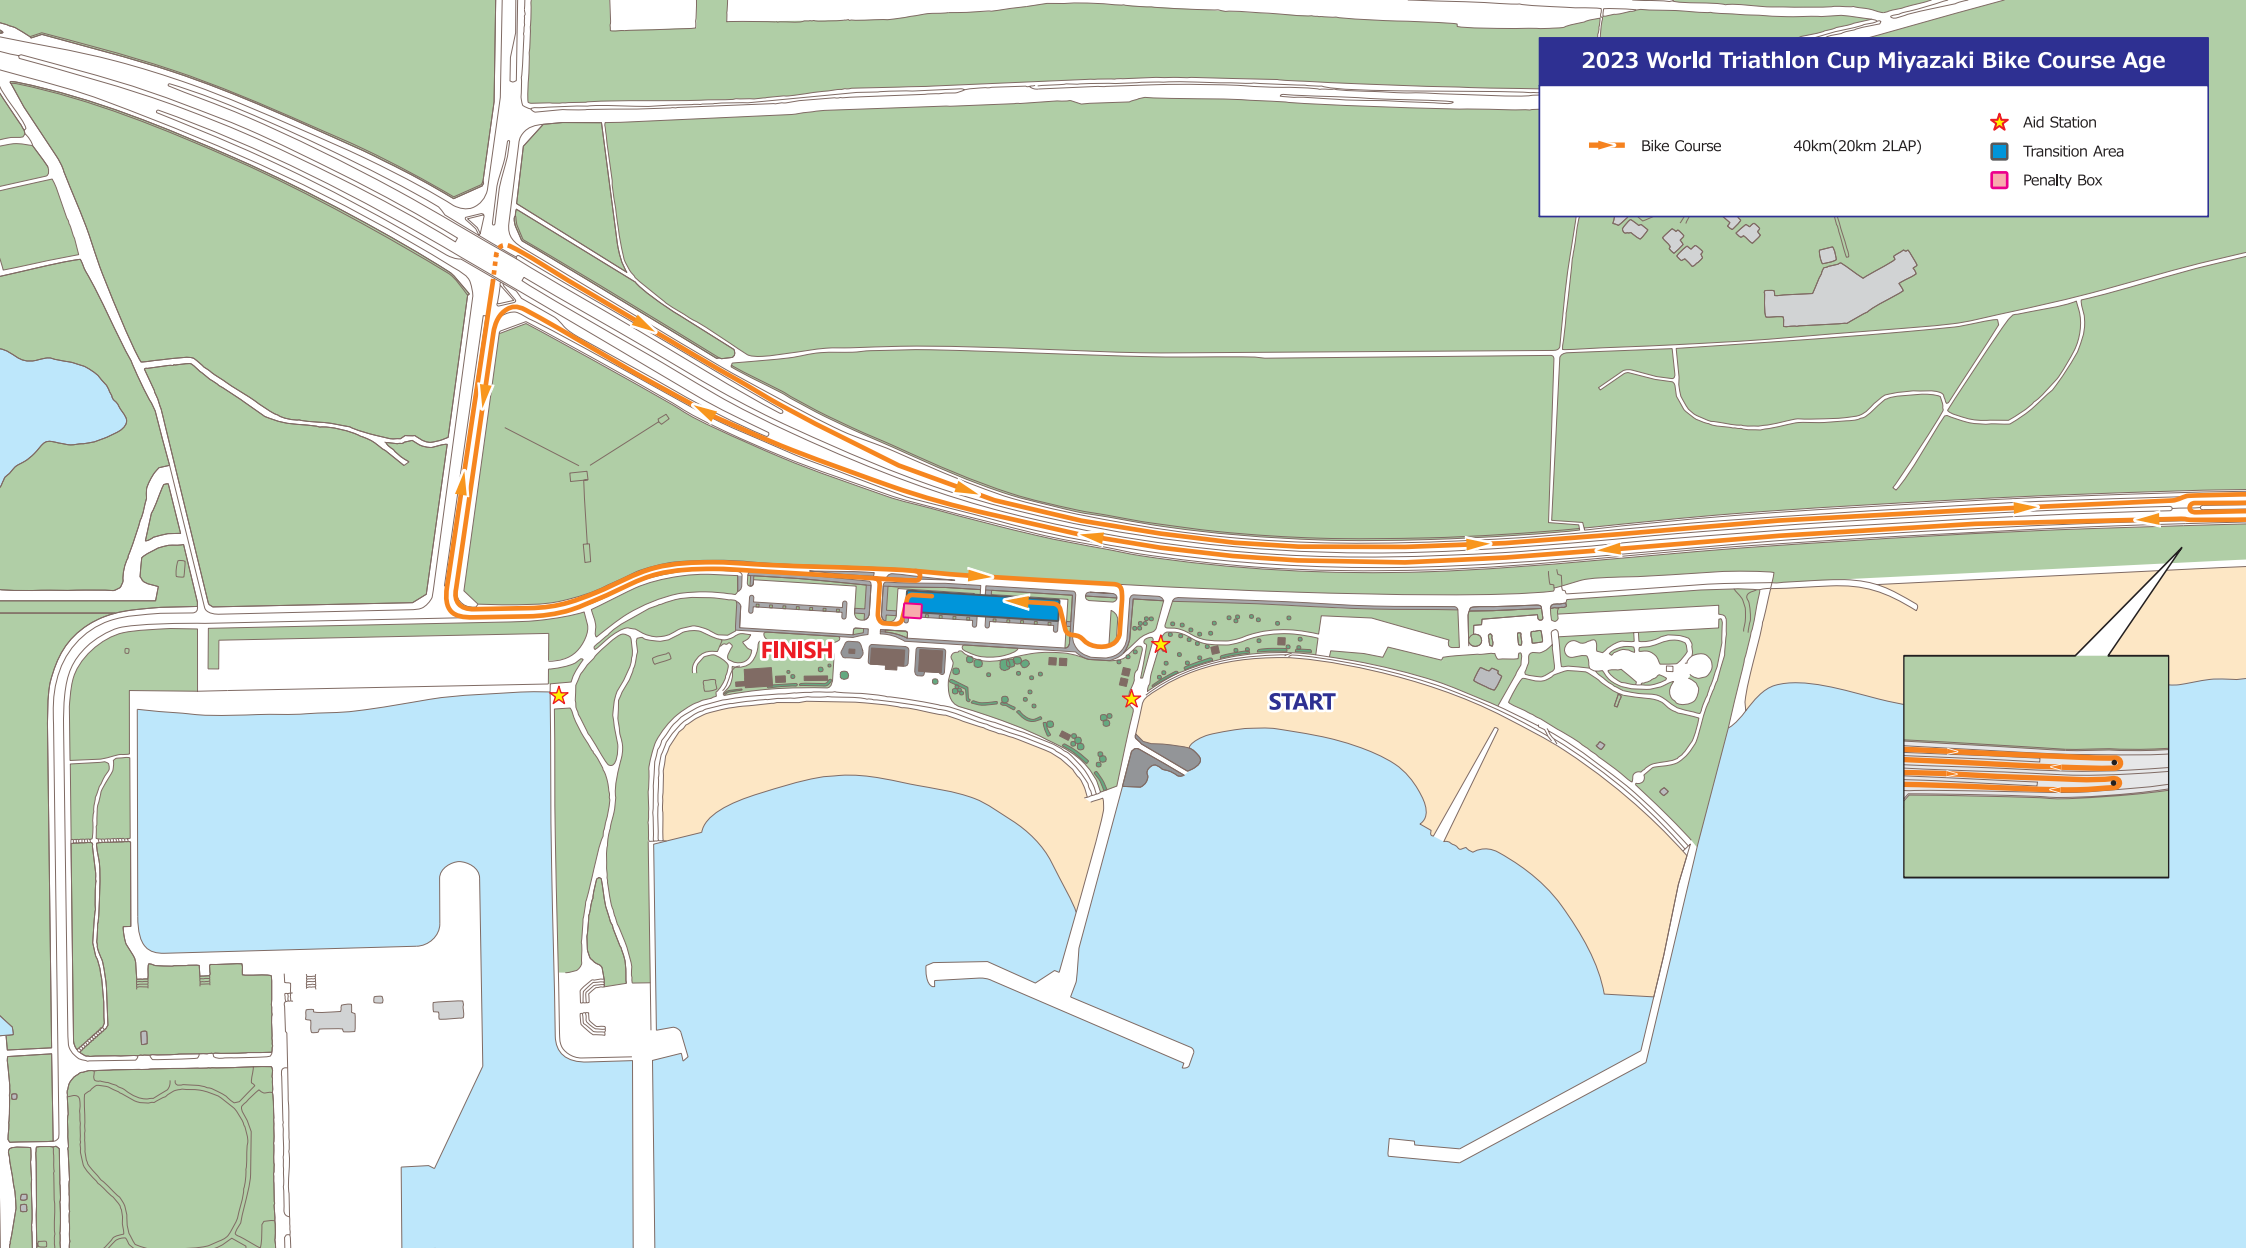 2023 World Triathlon Cup Miyazaki Bike Course Age
Bike Course 40km(20km 2LAP)
Aid Station
Transition Area
Penalty Box
FINISH
START